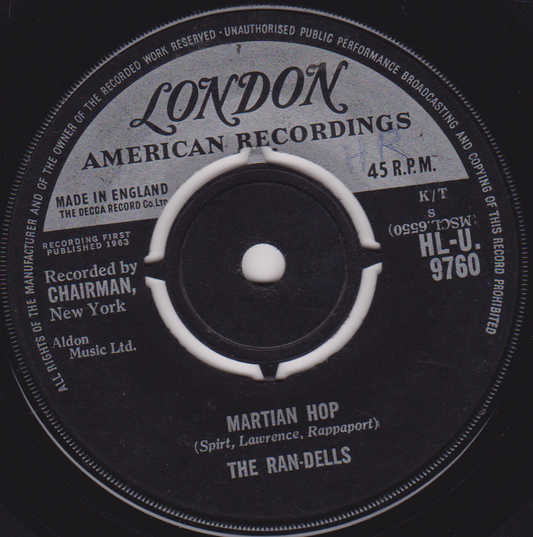 ALL RIGHTS OF THE MANUFACTURER AND OF THE OWNER OF THE RECORDED WORK RESERVED · UNAUTHORISED PUBLIC PERFORMANCE BROADCASTING AND COPYING OF THIS RECORD PROHIBITED
LONDON
AMERICAN RECORDINGS
HR
45 R.P.M.
MADE IN ENGLAND
THE DECCA RECORD Co. Ltd
K/T
S
(MSCL.6550)
HL-U.
9760
RECORDING FIRST
PUBLISHED 1963
Recorded by
CHAIRMAN,
New York
Aldon
Music Ltd.
MARTIAN HOP
(Spirt, Lawrence, Rappaport)
THE RAN-DELLS